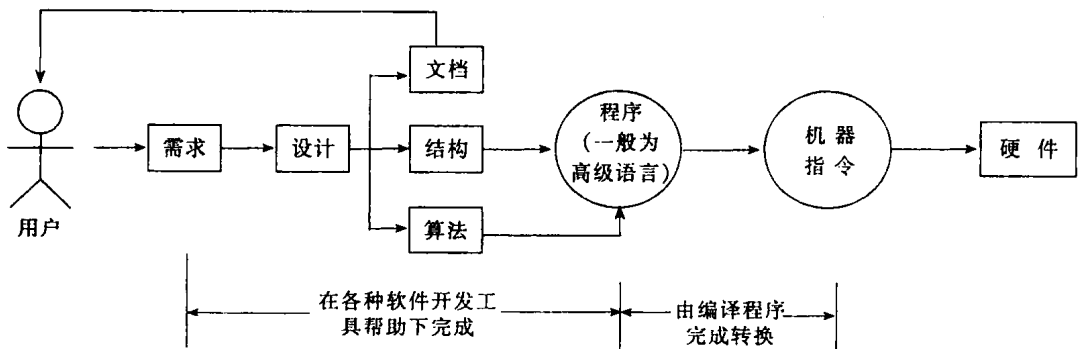 文档
程序
(一般为
高级语言)
机器
指令
需求
设计
结构
硬件
用户
算法
在各种软件开发工
具帮助下完成
由编译程序
完成转换